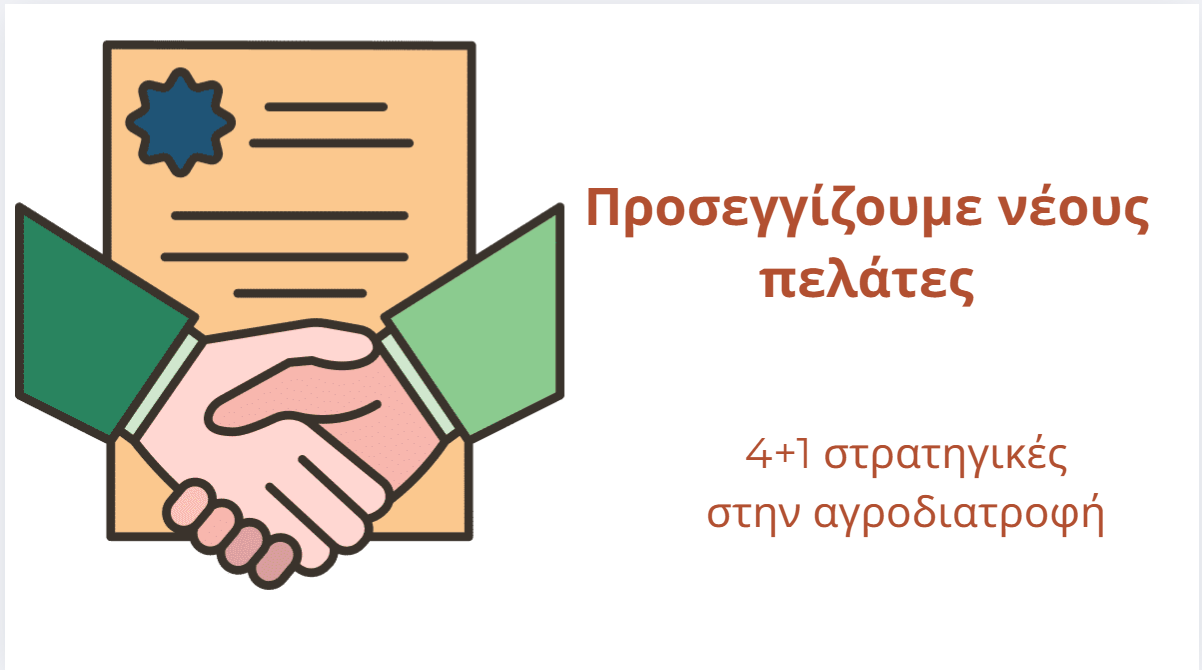 Προσεγγίζουμε νέους
πελάτες
4+1 στρατηγικές
στην αγροδιατροφή